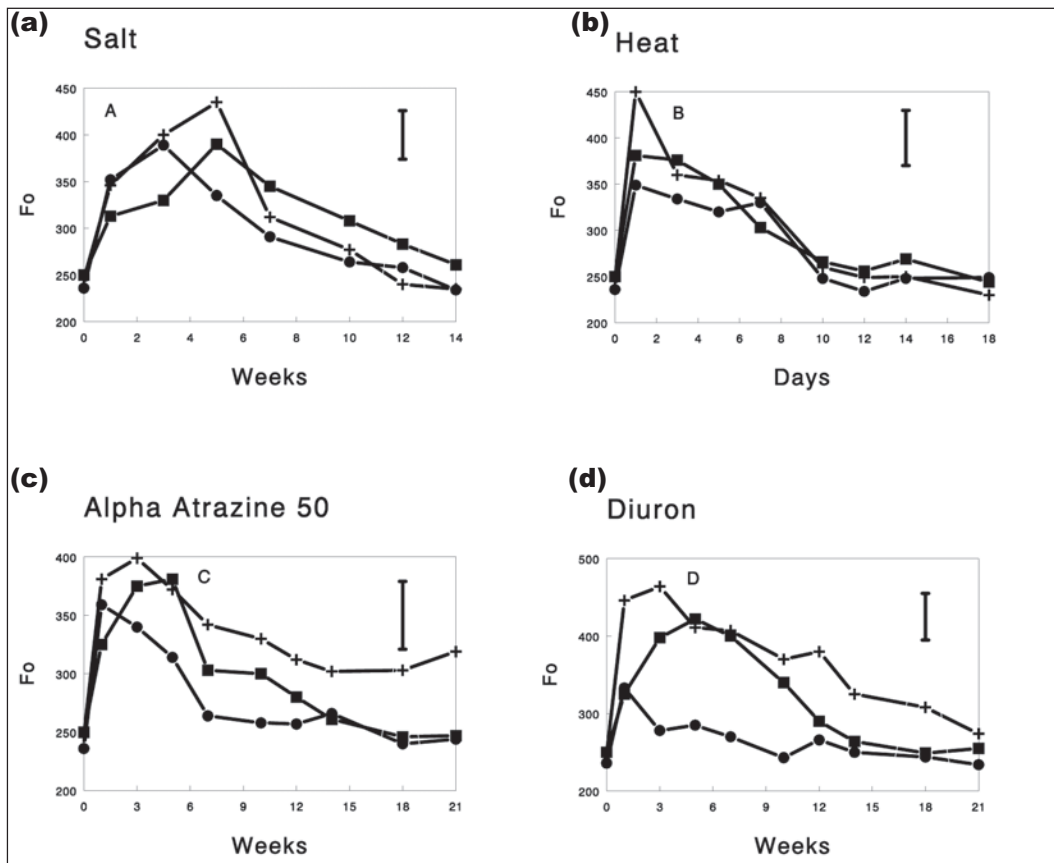 (a)
Salt
A
450
400
350
300
250
200
Fo
0 2 4 6 8 10 12 14
Weeks
(b)
Heat
B
450
400
350
300
250
200
Fo
0 2 4 6 8 10 12 14 16 18
Days
(c)
Alpha Atrazine 50
C
400
350
300
250
200
Fo
0 3 6 9 12 15 18 21
Weeks
(d)
Diuron
D
500
400
300
200
Fo
0 3 6 9 12 15 18 21
Weeks